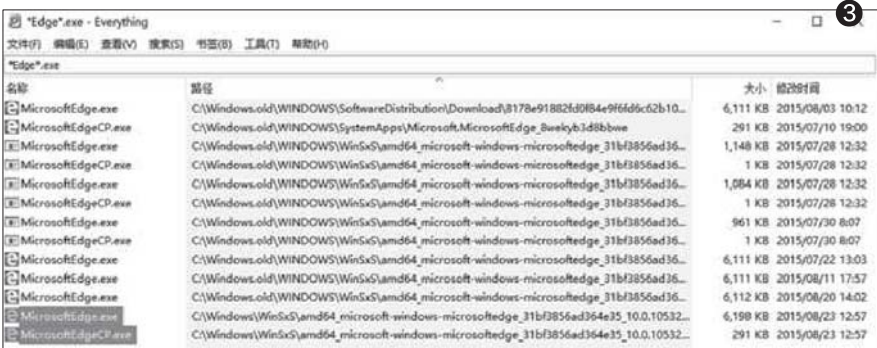 "Edge".exe - Everything
❸
文件(F) 编辑(E) 查看(V) 搜索(S) 书签(B) 工具(T) 帮助(H)
"Edge*.exe
名称 路径 大小 修改时间
MicrosoftEdge.exe C:\Windows.old\WINDOWS\SoftwareDistribution\Download\8178e91882fd0f84e9f6fd6c62b10... 6,111 KB 2015/08/03 10:12
MicrosoftEdgeCP.exe C:\Windows.old\WINDOWS\SystemApps\Microsoft.MicrosoftEdge_8wekyb3d8bbwe 291 KB 2015/07/10 19:00
MicrosoftEdge.exe C:\Windows.old\WINDOWS\WinSxS\amd64_microsoft-windows-microsoftedge_31bf3856ad36... 1,148 KB 2015/07/28 12:32
MicrosoftEdgeCP.exe C:\Windows.old\WINDOWS\WinSxS\amd64_microsoft-windows-microsoftedge_31bf3856ad36... 1 KB 2015/07/28 12:32
MicrosoftEdge.exe C:\Windows.old\WINDOWS\WinSxS\amd64_microsoft-windows-microsoftedge_31bf3856ad36... 1,084 KB 2015/07/28 12:32
MicrosoftEdgeCP.exe C:\Windows.old\WINDOWS\WinSxS\amd64_microsoft-windows-microsoftedge_31bf3856ad36... 1 KB 2015/07/28 12:32
MicrosoftEdge.exe C:\Windows.old\WINDOWS\WinSxS\amd64_microsoft-windows-microsoftedge_31bf3856ad36... 961 KB 2015/07/30 8:07
MicrosoftEdgeCP.exe C:\Windows.old\WINDOWS\WinSxS\amd64_microsoft-windows-microsoftedge_31bf3856ad36... 1 KB 2015/07/30 8:07
MicrosoftEdge.exe C:\Windows.old\WINDOWS\WinSxS\amd64_microsoft-windows-microsoftedge_31bf3856ad36... 6,111 KB 2015/07/22 13:03
MicrosoftEdge.exe C:\Windows.old\WINDOWS\WinSxS\amd64_microsoft-windows-microsoftedge_31bf3856ad36... 6,111 KB 2015/08/11 17:57
MicrosoftEdge.exe C:\Windows.old\WINDOWS\WinSxS\amd64_microsoft-windows-microsoftedge_31bf3856ad36... 6,112 KB 2015/08/20 14:02
MicrosoftEdge.exe C:\Windows\WinSxS\amd64_microsoft-windows-microsoftedge_31bf3856ad364e35_10.0.10532... 6,198 KB 2015/08/23 12:57
MicrosoftEdgeCP.exe C:\Windows\WinSxS\amd64_microsoft-windows-microsoftedge_31bf3856ad364e35_10.0.10532... 291 KB 2015/08/23 12:57